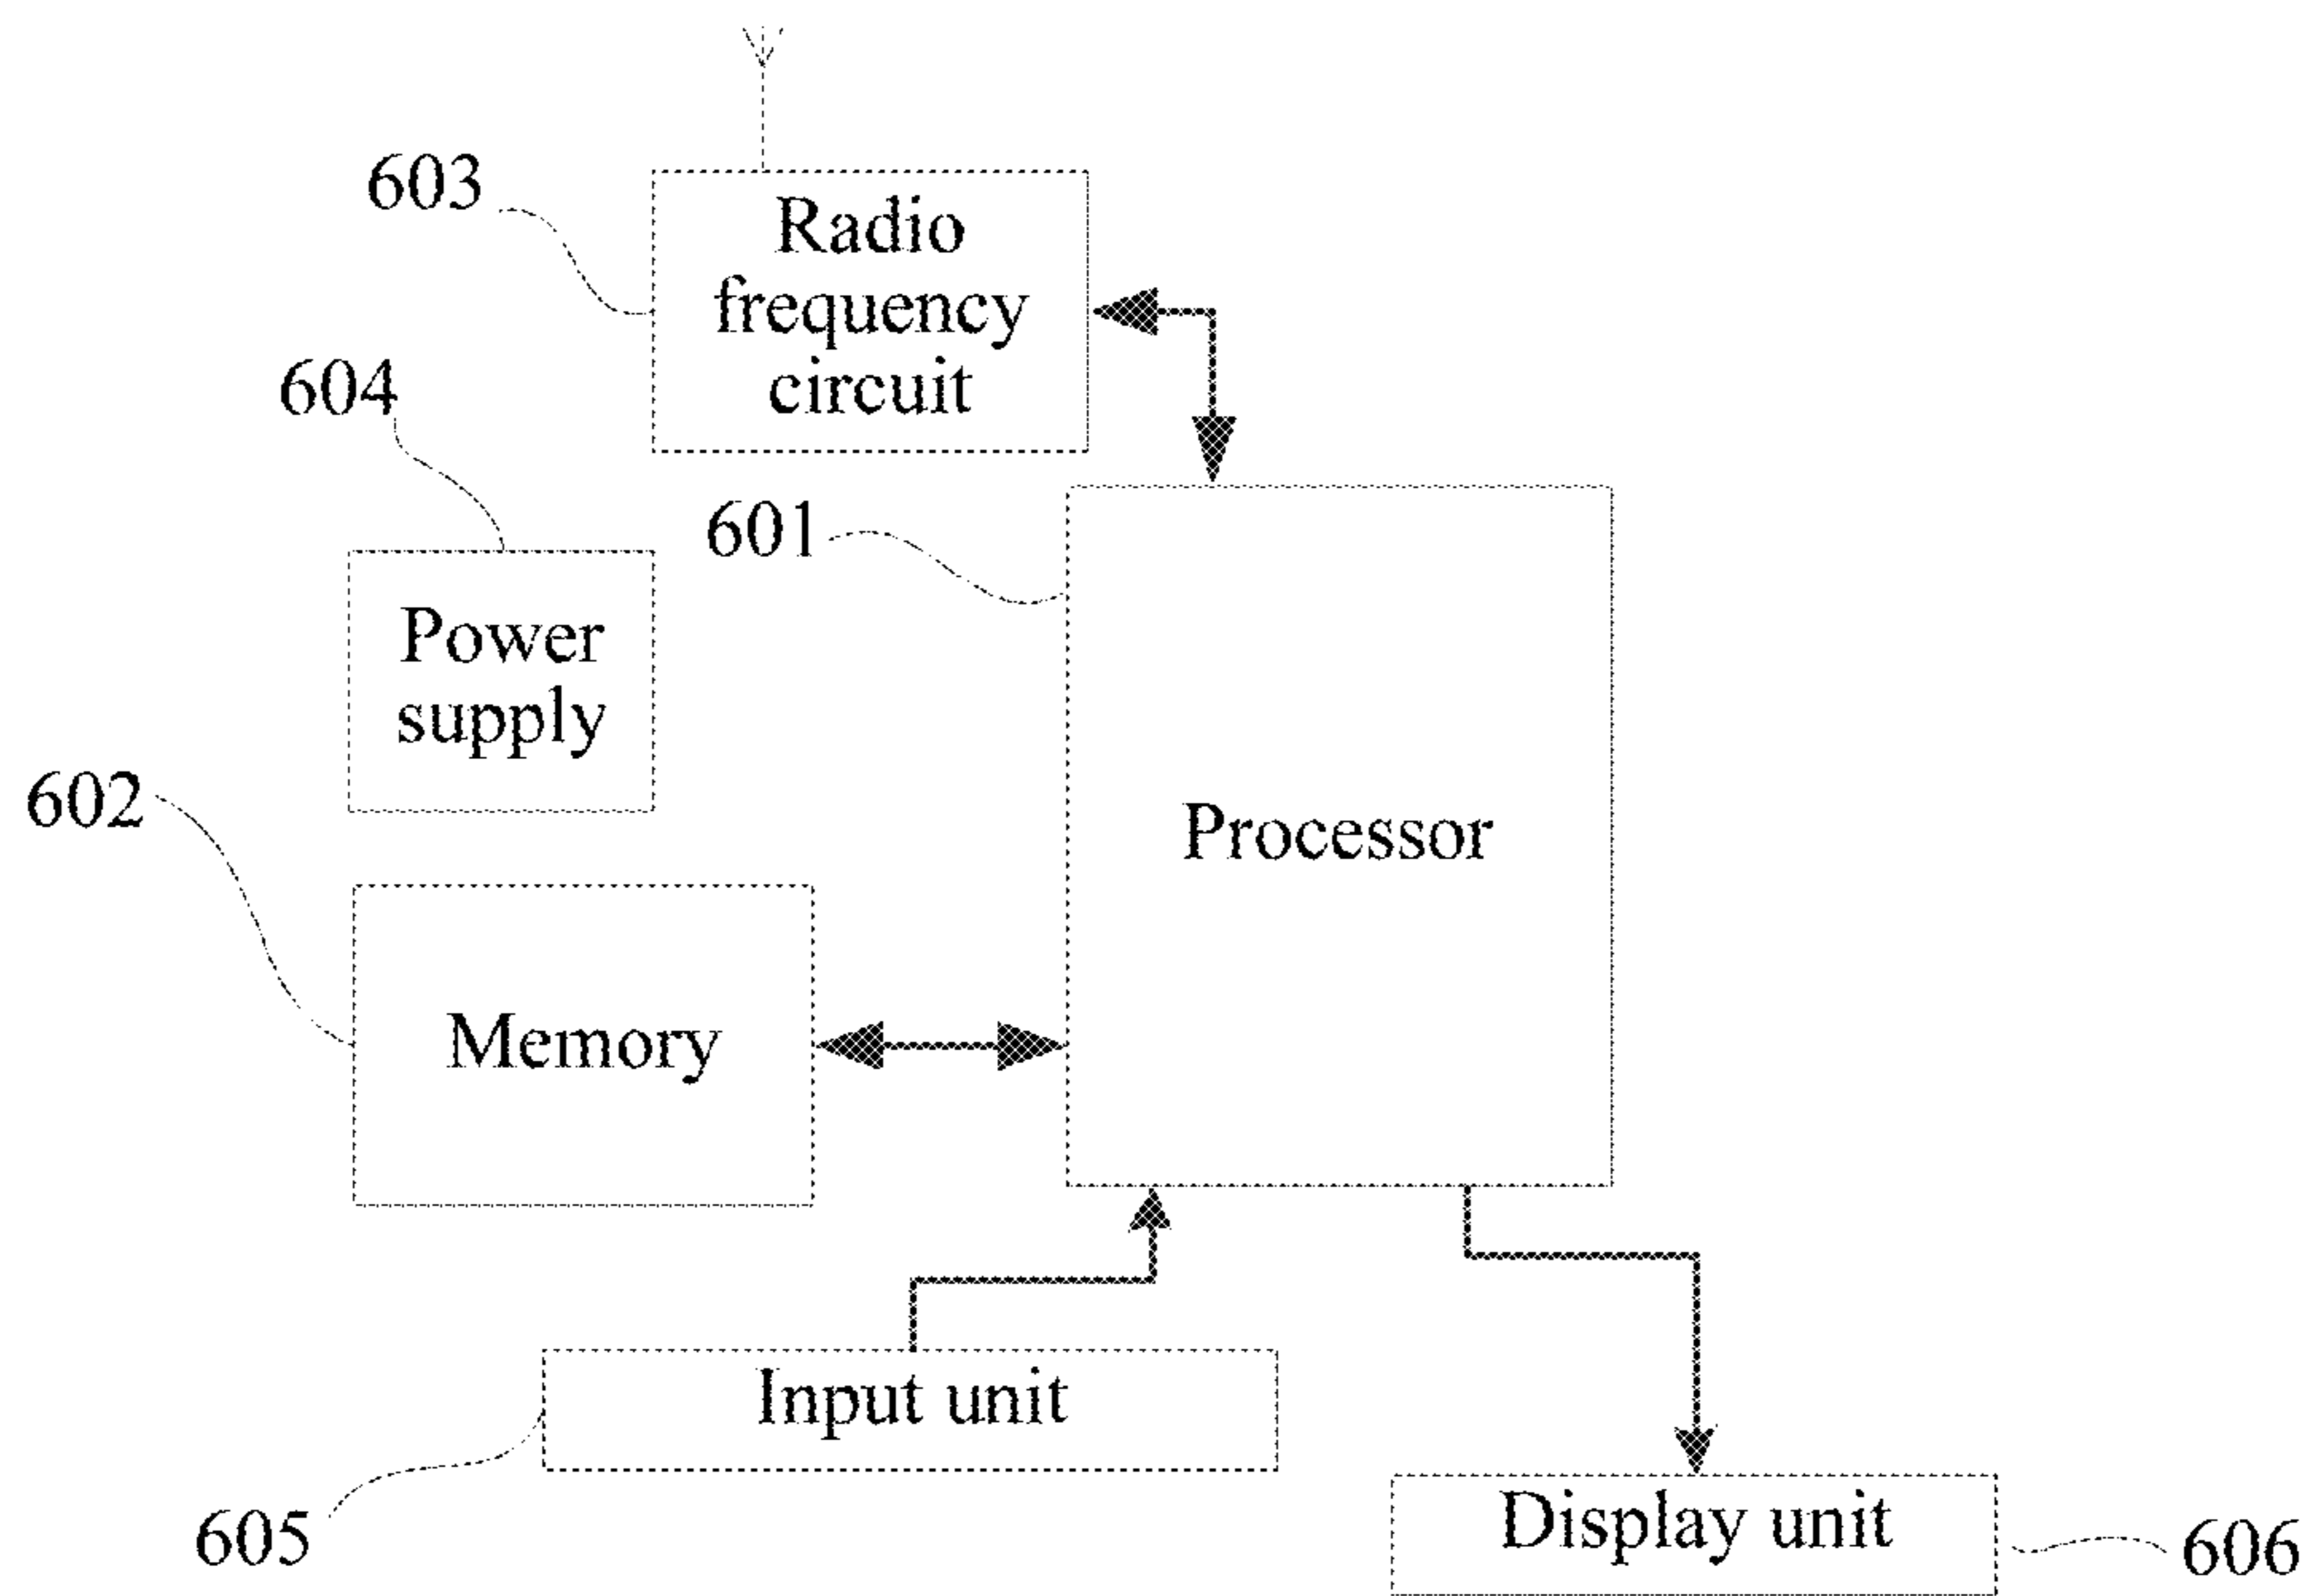 603
Radio
frequency
circuit
604
601
Power
supply
602
Processor
Memory
Input unit
605
Display unit
606